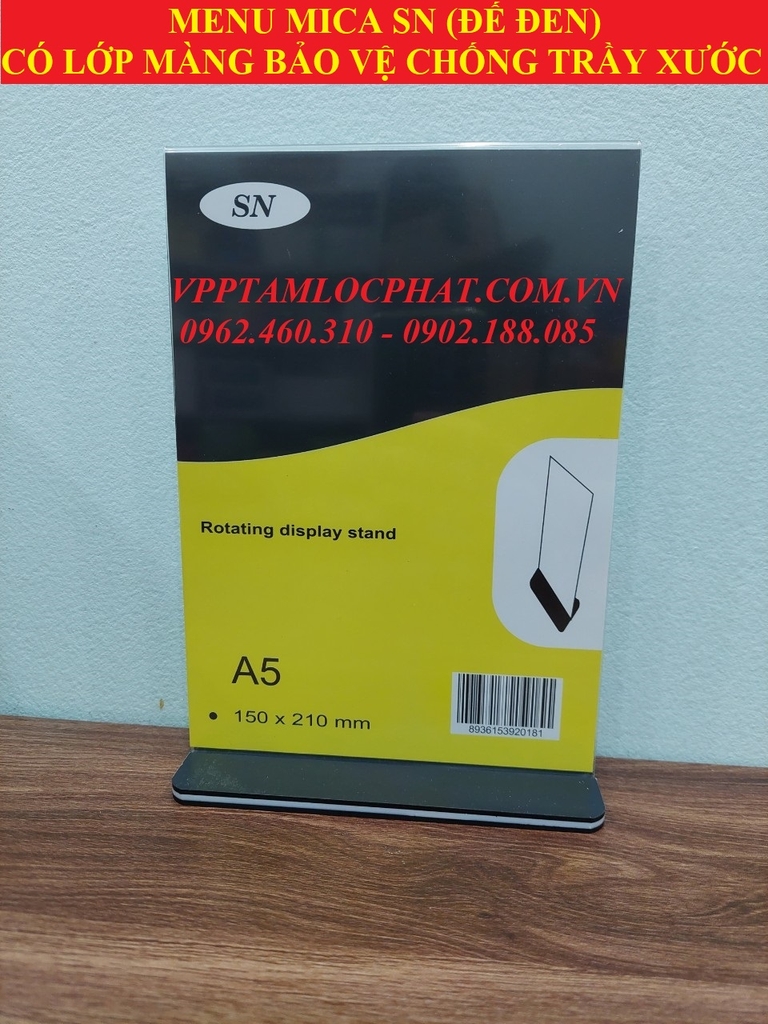 MENU MICA SN (ĐẾ ĐEN)
CÓ LỚP MÀNG BẢO VỆ CHỐNG TRẦY XƯỚC
SN
VPPTAMLOCPHAT.COM.VN
0962.460.310 - 0902.188.085
Rotating display stand
A5
• 150 x 210 mm
8936153920181